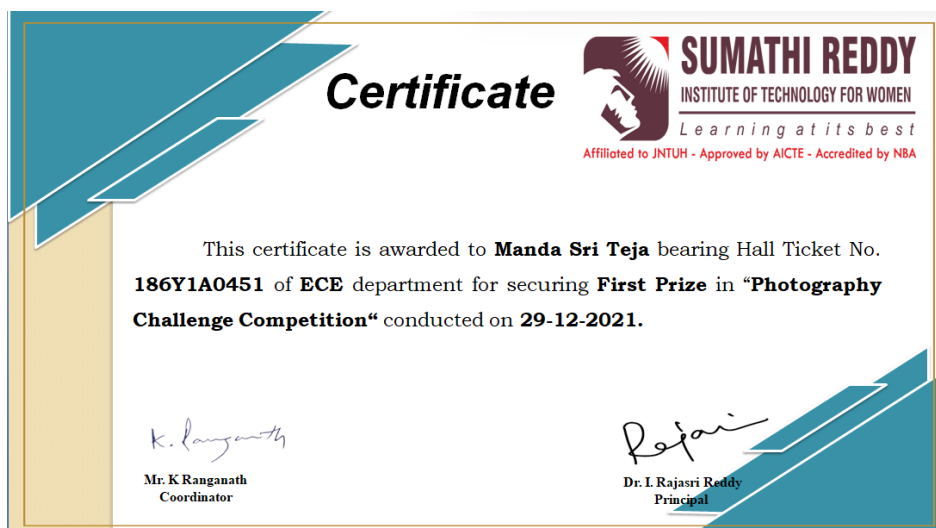 Certificate
SUMATHI REDDY
INSTITUTE OF TECHNOLOGY FOR WOMEN
Learning at its best
Affiliated to JNTUH - Approved by AICTE - Accredited by NBA
This certificate is awarded to Manda Sri Teja bearing Hall Ticket No.
186Y1A0451 of ECE department for securing First Prize in “Photography
Challenge Competition“ conducted on 29-12-2021.
K. Ranganath
Mr. K Ranganath
Coordinator
Rajasri
Dr. I. Rajasri Reddy
Principal